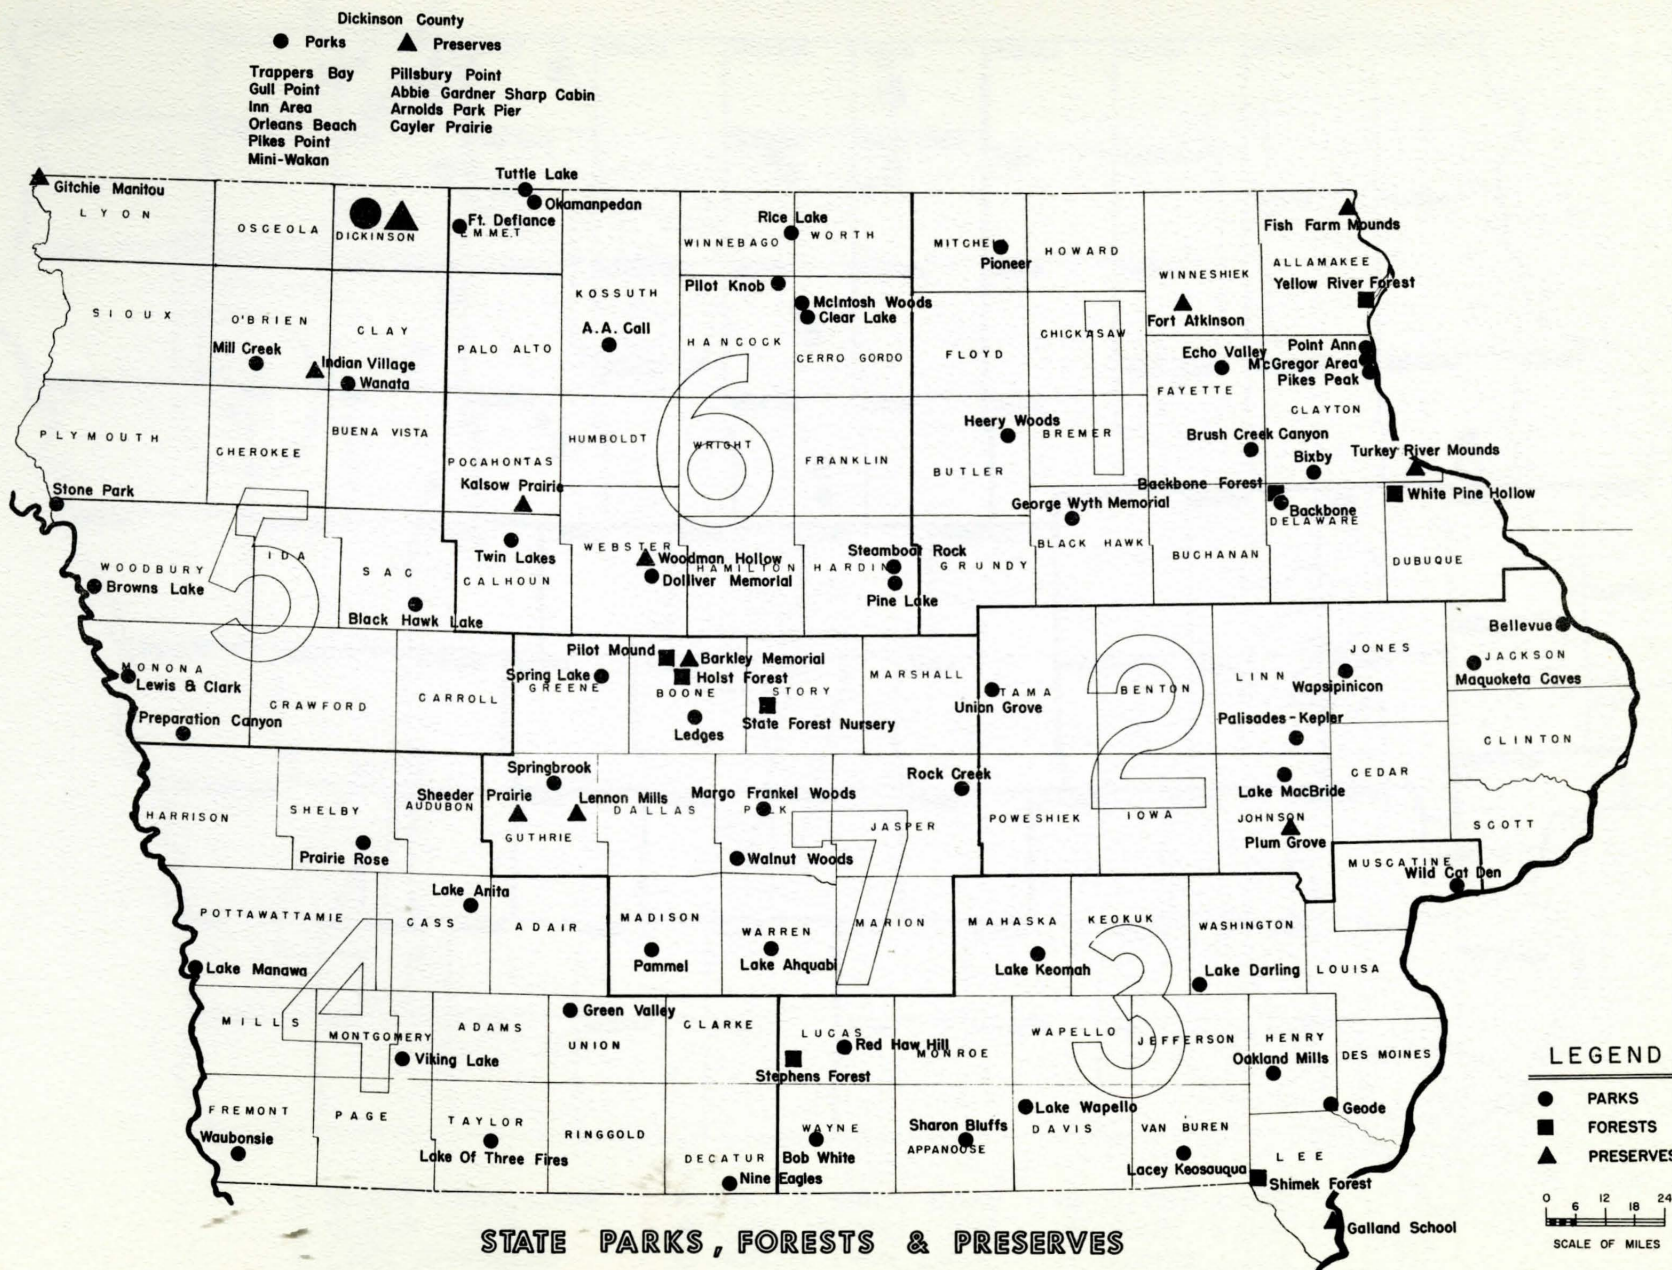 Dickinson County
● Parks ▲ Preserves
Trappers Bay Pillsbury Point
Gull Point Abbie Gardner Sharp Cabin
Inn Area Arnolds Park Pier
Orleans Beach Cayler Prairie
Pikes Point
Mini-Wakan
Tuttle Lake
Gitchie Manitou
Okamanpedan
LYON
Ft. Defiance
Rice Lake
Fish Farm Mounds
OSCEOLA
DICKINSON
EMMET
WINNEBAGO
WORTH
MITCHELL
HOWARD
Pioneer
ALLAMAKEE
WINNESHIEK
Yellow River Forest
Pilot Knob
KOSSUTH
McIntosh Woods
Clear Lake
SIOUX
O'BRIEN
CLAY
A.A. Call
HANCOCK
CHICKASAW
Fort Atkinson
Mill Creek
PALO ALTO
CERRO GORDO
FLOYD
Echo Valley
Point Ann
McGregor Area
Pikes Peak
Indian Village
Wanata
FAYETTE
CLAYTON
6
1
PLYMOUTH
CHEROKEE
BUENA VISTA
HUMBOLDT
WRIGHT
Heery Woods
BREMER
Brush Creek Canyon
Turkey River Mounds
POCAHONTAS
FRANKLIN
BUTLER
Bixby
Stone Park
Kalsow Prairie
Backbone Forest
White Pine Hollow
George Wyth Memorial
Backbone
DELAWARE
5
WOODBURY
IDA
SAC
Twin Lakes
WEBSTER
Woodman Hollow
HAMILTON
HARDIN
Steamboat Rock
GRUNDY
BLACK HAWK
BUCHANAN
DUBUQUE
Browns Lake
CALHOUN
Dolliver Memorial
Pine Lake
Black Hawk Lake
Bellevue
Pilot Mound
Barkley Memorial
JONES
JACKSON
MONONA
Lewis & Clark
Spring Lake
GREENE
Holst Forest
BOONE
STORY
MARSHALL
TAMA
BENTON
LINN
Wapsipinicon
Maquoketa Caves
CRAWFORD
CARROLL
Union Grove
2
Preparation Canyon
Ledges
State Forest Nursery
Palisades-Kepler
CLINTON
Springbrook
Rock Creek
CEDAR
HARRISON
SHELBY
AUDUBON
Sheeder Prairie
Lennon Mills
DALLAS
Margo Frankel Woods
POLK
Lake MacBride
GUTHRIE
JASPER
POWESHIEK
IOWA
JOHNSON
Plum Grove
SCOTT
Prairie Rose
Walnut Woods
MUSCATINE
Wild Cat Den
Lake Anita
7
POTTAWATTAMIE
CASS
ADAIR
MADISON
WARREN
MARION
MAHASKA
KEOKUK
WASHINGTON
Lake Manawa
4
Pammel
Lake Ahquabi
Lake Keomah
3
Lake Darling
LOUISA
MILLS
MONTGOMERY
ADAMS
Green Valley
UNION
CLARKE
LUCAS
Red Haw Hill
MONROE
WAPELLO
JEFFERSON
HENRY
Oakland Mills
DES MOINES
Viking Lake
Stephens Forest
LEGEND
● PARKS
■ FORESTS
▲ PRESERVES
FREMONT
PAGE
TAYLOR
RINGGOLD
DECATUR
WAYNE
Lake Wapello
DAVIS
VAN BUREN
Geode
Waubonsie
Lake Of Three Fires
Bob White
Sharon Bluffs
APPANOOSE
Lacey Keosauqua
LEE
Nine Eagles
Shimek Forest
Galland School
0 6 12 18 24
SCALE OF MILES
STATE PARKS, FORESTS & PRESERVES